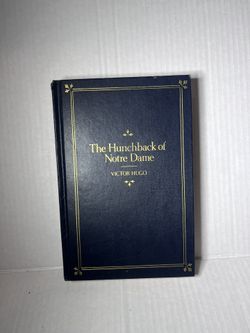 The Hunchback of
Notre Dame
VICTOR HUGO